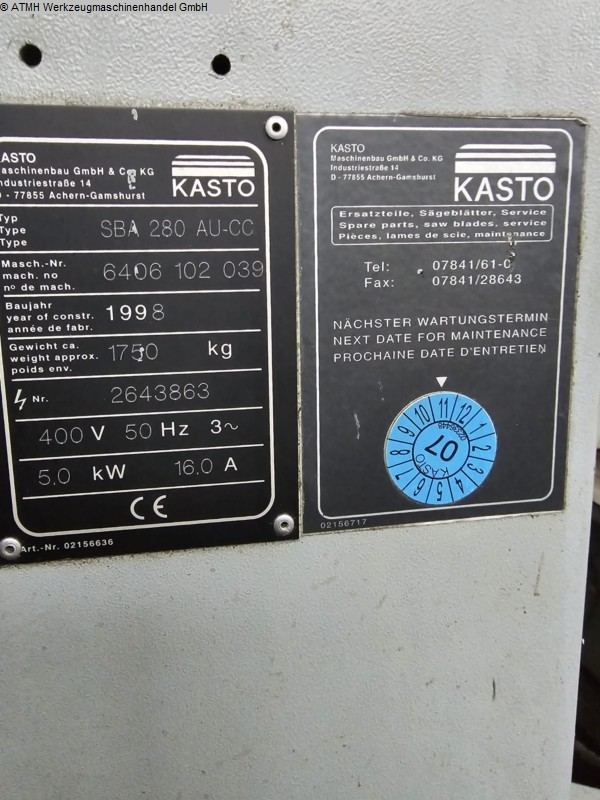 © ATMH Werkzeugmaschinenhandel GmbH
KASTO
Maschinenbau GmbH & Co. KG
Industriestraße 14
D - 77855 Achern-Gamshurst
KASTO
Typ
Type
Type
SBA 280 AU-CC
Masch.-Nr.
mach. no
n° de mach.
6406 102 039
Baujahr
year of constr.
année de fabr.
1998
Gewicht ca.
weight approx.
poids env.
1750 kg
Nr. 2643863
400 V 50 Hz 3~
5.0 kW 16.0 A
CE
Art.-Nr. 02156636
KASTO
Maschinenbau GmbH & Co. KG
Industriestraße 14
D - 77855 Achern-Gamshurst
KASTO
Ersatzteile, Sägeblätter, Service
Spare parts, saw blades, service
Pièces, lames de scie, maintenance
Tel: 07841/61-0
Fax: 07841/28643
NÄCHSTER WARTUNGSTERMIN
NEXT DATE FOR MAINTENANCE
PROCHAINE DATE D'ENTRETIEN
1 2 3 4 5 6 7 8 9 10 11 12
07
KASTO
02156717